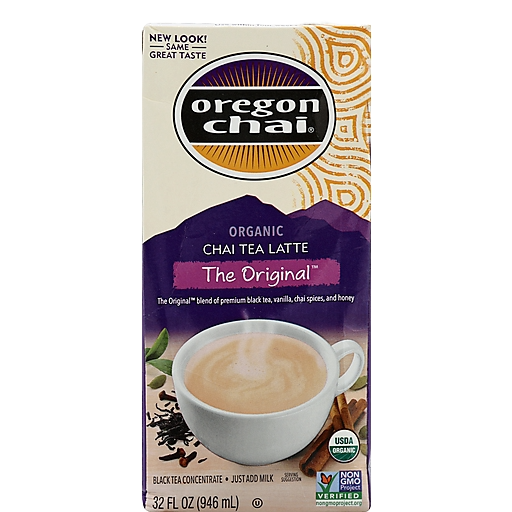 NEW LOOK!
SAME
GREAT TASTE
oregon
chai®
ORGANIC
CHAI TEA LATTE
The Original™
The Original™ blend of premium black tea, vanilla, chai spices, and honey
USDA
ORGANIC
BLACK TEA CONCENTRATE • JUST ADD MILK
SERVING
SUGGESTION
32 FL OZ (946 mL)
U
NON
GMO
Project
VERIFIED
nongmoproject.org